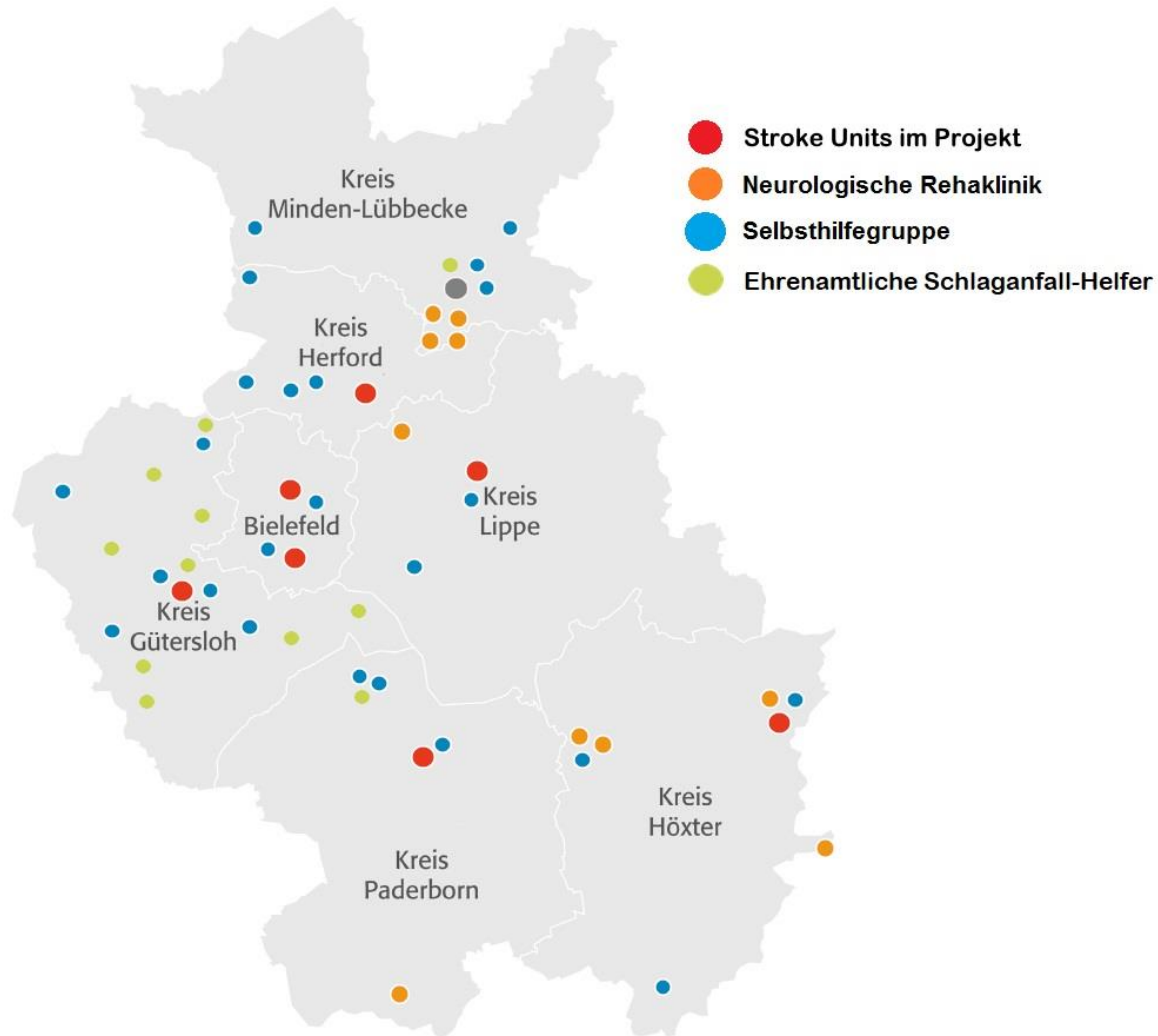 Stroke Units im Projekt
Neurologische Rehaklinik
Selbsthilfegruppe
Ehrenamtliche Schlaganfall-Helfer
Kreis
Minden-Lübbecke
Kreis
Herford
Bielefeld
Kreis
Lippe
Kreis
Gütersloh
Kreis
Höxter
Kreis
Paderborn